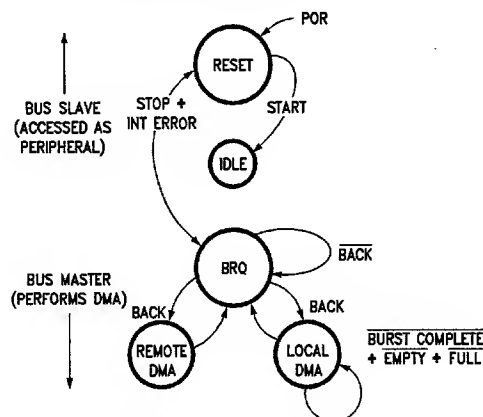 POR
RESET
STOP +
INT ERROR
START
BUS SLAVE
(ACCESSED AS
PERIPHERAL)
IDLE
BRQ
BACK
BUS MASTER
(PERFORMS DMA)
BACK
BACK
REMOTE
DMA
LOCAL
DMA
BURST COMPLETE
+ EMPTY + FULL